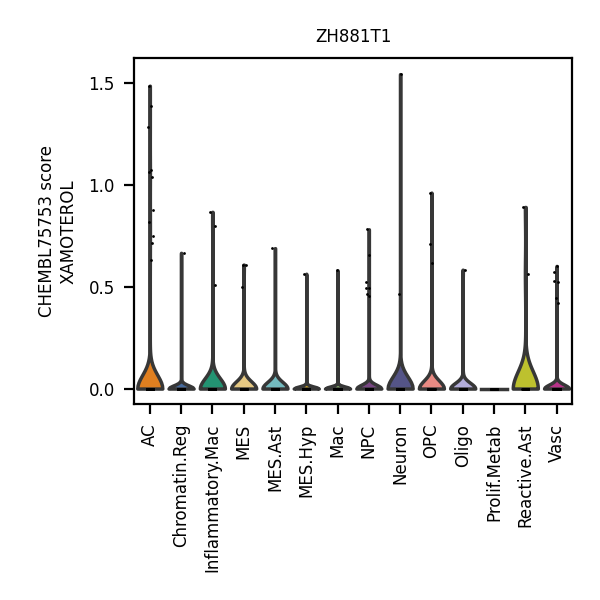 ZH881T1
CHEMBL75753 score
XAMOTEROL
1.5
1.0
0.5
0.0
AC
Chromatin.Reg
Inflammatory.Mac
MES
MES.Ast
MES.Hyp
Mac
NPC
Neuron
OPC
Oligo
Prolif.Metab
Reactive.Ast
Vasc